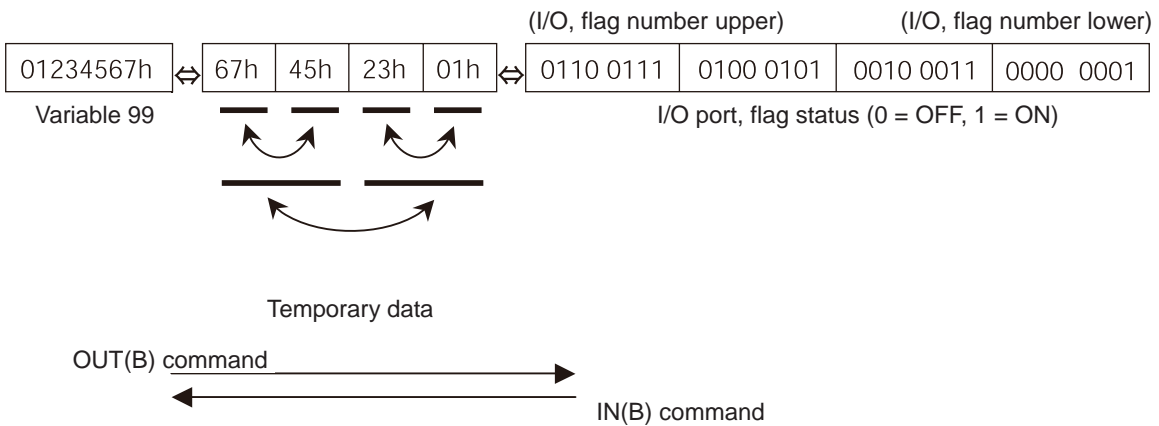 (I/O, flag number upper) (I/O, flag number lower)
01234567h ⇔ 67h 45h 23h 01h ⇔ 0110 0111 0100 0101 0010 0011 0000 0001
Variable 99 I/O port, flag status (0 = OFF, 1 = ON)
Temporary data
OUT(B) command
IN(B) command